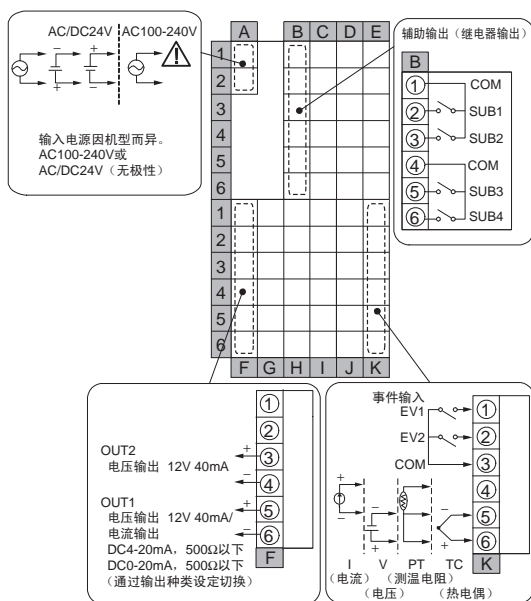 AC/DC24V
AC100-240V
− + + −
输入电源因机型而异。
AC100-240V或
AC/DC24V（无极性）
A B C D E
1
2
3
4
5
6
1
2
3
4
5
6
F G H I J K
辅助输出（继电器输出）
B
① COM
② SUB1
③ SUB2
④ COM
⑤ SUB3
⑥ SUB4
①
②
OUT2 + ③
电压输出 12V 40mA
− ④
OUT1 + ⑤
电压输出 12V 40mA/
电流输出 − ⑥
DC4-20mA，500Ω以下
DC0-20mA，500Ω以下
（通过输出种类设定切换）
F
事件输入
EV1 ①
EV2 ②
COM ③
④
⑤
⑥
+ − − + − +
I V PT TC
K
（电流）（测温电阻）
（电压） （热电偶）